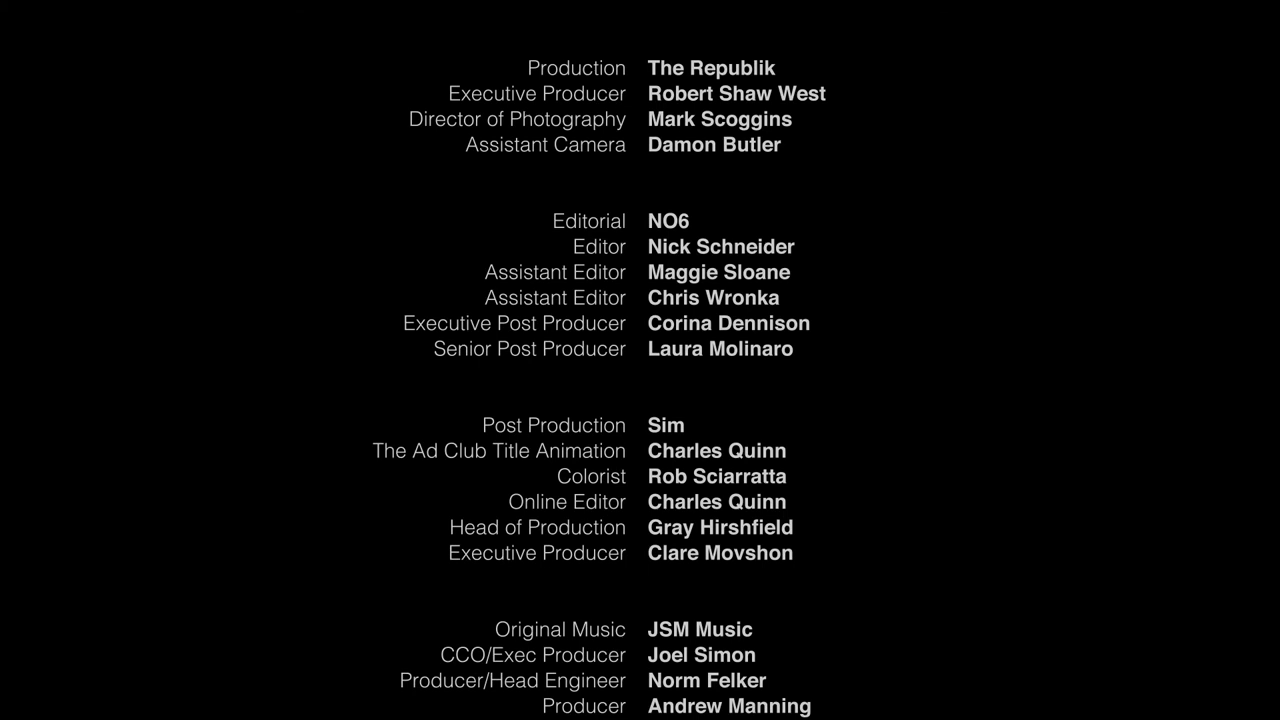 Production The Republik
Executive Producer Robert Shaw West
Director of Photography Mark Scoggins
Assistant Camera Damon Butler
Editorial NO6
Editor Nick Schneider
Assistant Editor Maggie Sloane
Assistant Editor Chris Wronka
Executive Post Producer Corina Dennison
Senior Post Producer Laura Molinaro
Post Production Sim
The Ad Club Title Animation Charles Quinn
Colorist Rob Sciarratta
Online Editor Charles Quinn
Head of Production Gray Hirshfield
Executive Producer Clare Movshon
Original Music JSM Music
CCO/Exec Producer Joel Simon
Producer/Head Engineer Norm Felker
Producer Andrew Manning